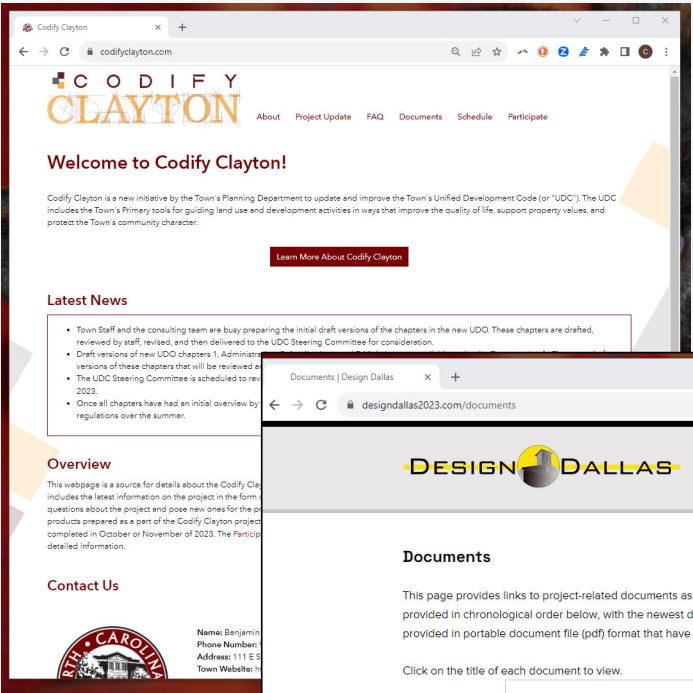 Codify Clayton
codifyclayton.com
CODIFY
CLAYTON
About Project Update FAQ Documents Schedule Participate
Welcome to Codify Clayton!
Codify Clayton is a new initiative by the Town's Planning Department to update and improve the Town's Unified Development Code (or "UDC"). The UDC
includes the Town's Primary tools for guiding land use and development activities in ways that improve the quality of life, support property values, and
protect the Town's community character.
Learn More About Codify Clayton
Latest News
Town Staff and the consulting team are busy preparing the initial draft versions of the chapters in the new UDO. These chapters are drafted,
reviewed by staff, revised, and then delivered to the UDC Steering Committee for consideration.
Draft versions of new UDO chapters 1, Administra
versions of these chapters that will be reviewed a
The UDC Steering Committee is scheduled to rev
2023.
Once all chapters have had an initial overview by
regulations over the summer.
Overview
This webpage is a source for details about the Codify Clay
includes the latest information on the project in the form
questions about the project and pose new ones for the pr
products prepared as a part of the Codify Clayton project
completed in October or November of 2023. The Particip
detailed information.
Contact Us
CAROLINA
Name: Benjamin
Phone Number:
Address: 111 E S
Town Website:
Documents | Design Dallas
designdallas2023.com/documents
DESIGN DALLAS
Documents
This page provides links to project-related documents as
provided in chronological order below, with the newest d
provided in portable document file (pdf) format that have
Click on the title of each document to view.